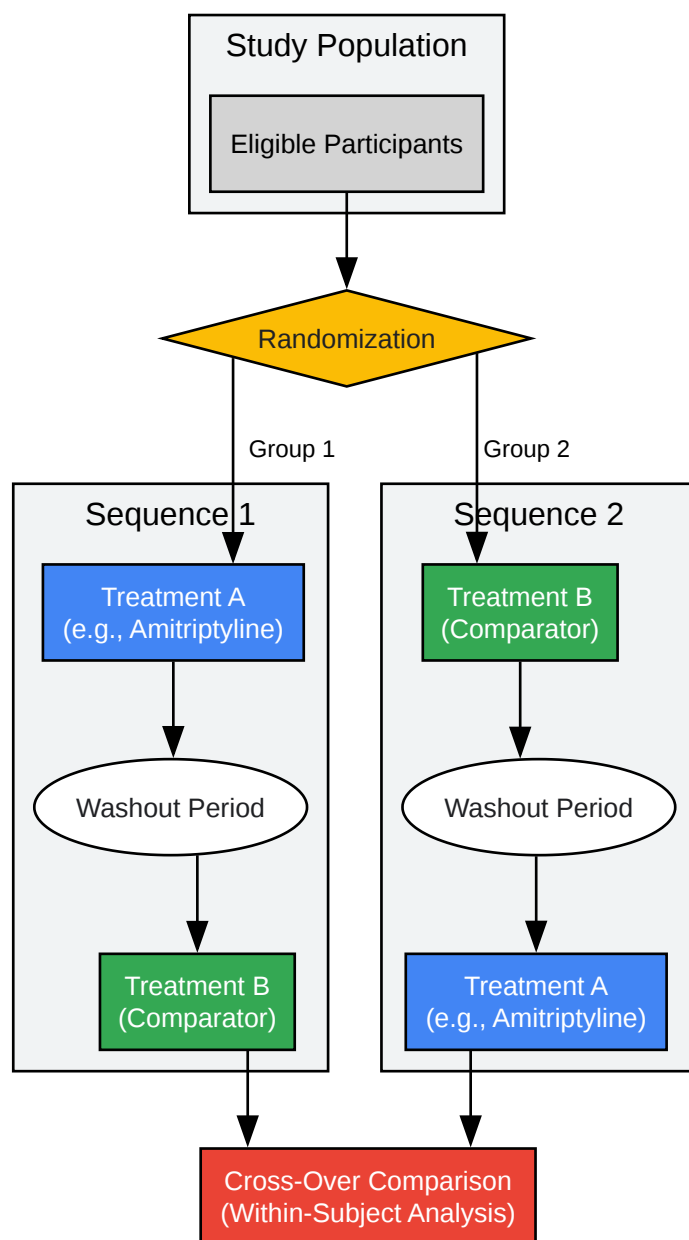 Study Population
Eligible Participants
Randomization
Group 1
Group 2
Sequence 1
Treatment A
(e.g., Amitriptyline)
Washout Period
Treatment B
(Comparator)
Sequence 2
Treatment B
(Comparator)
Washout Period
Treatment A
(e.g., Amitriptyline)
Cross-Over Comparison
(Within-Subject Analysis)